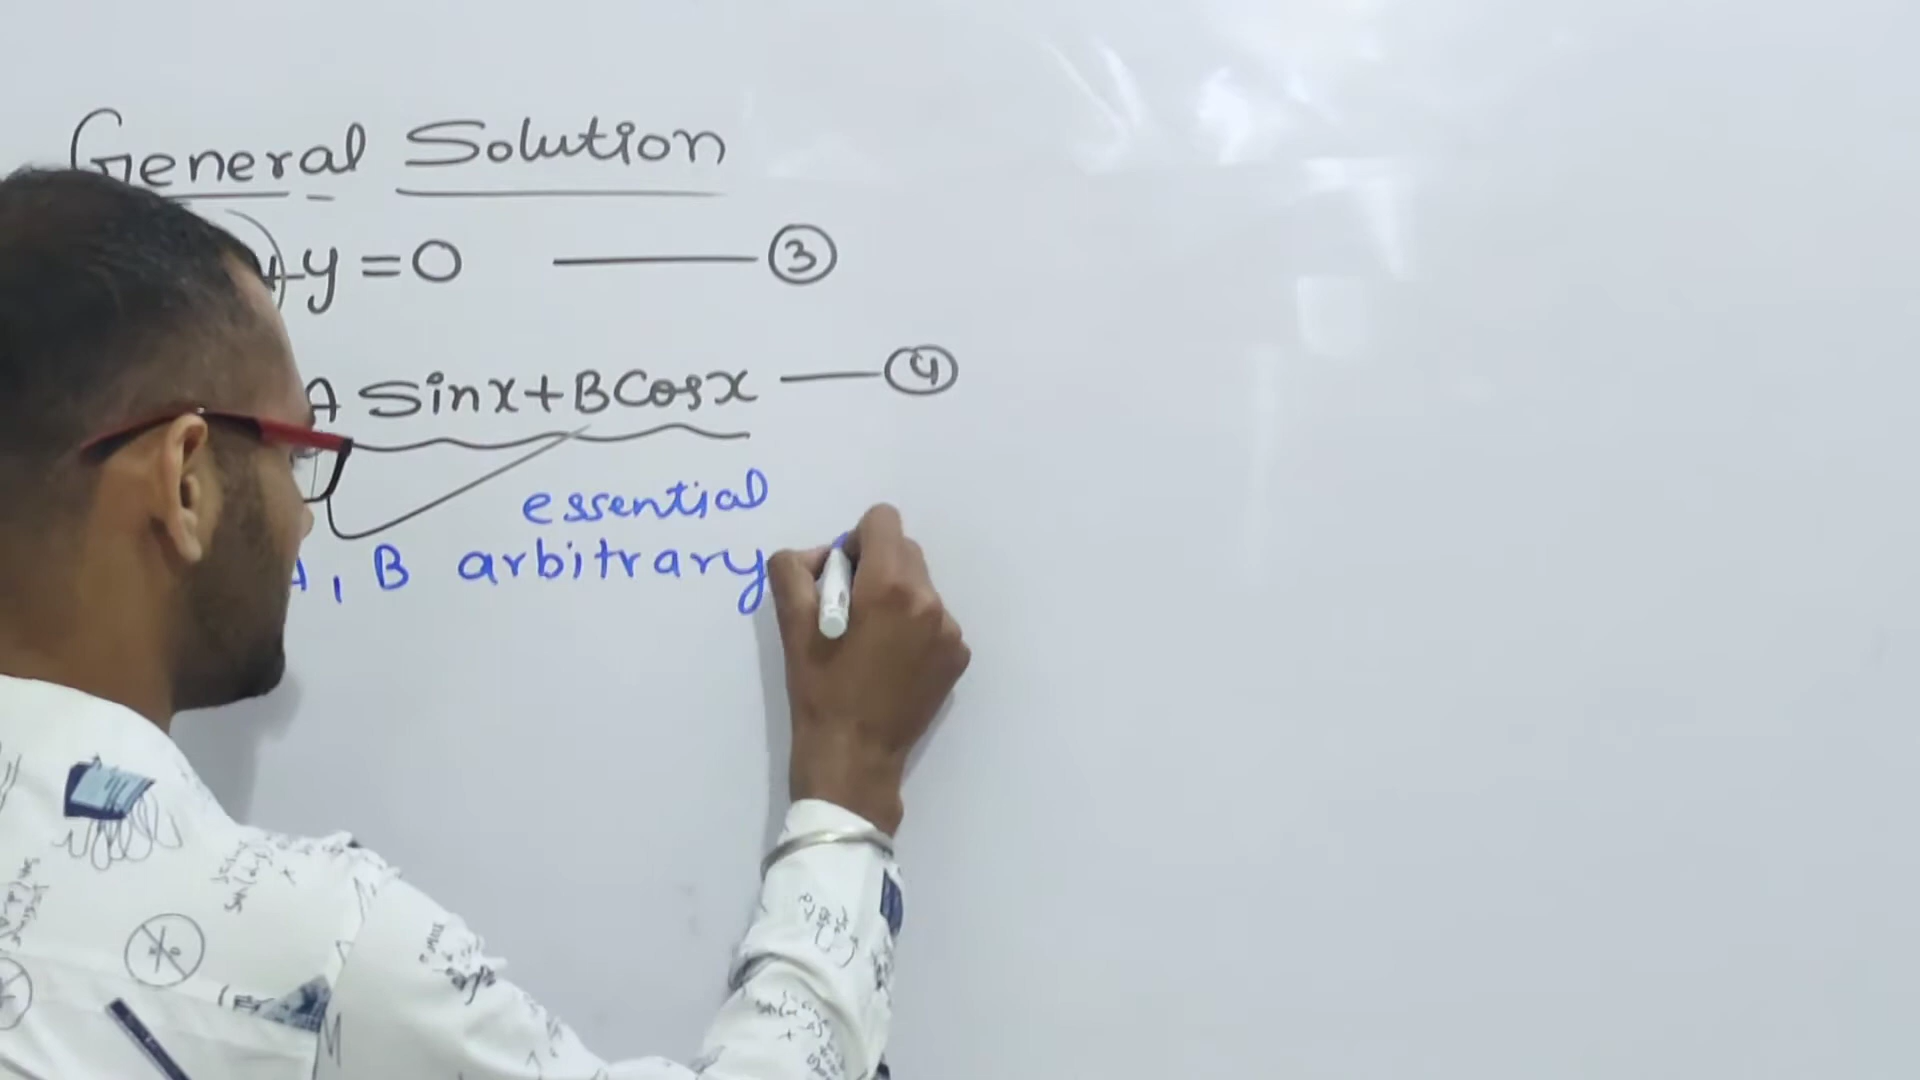 General Solution
+y=0 ——— ③
A Sinx+BCosx — ④
essential
A, B arbitrary